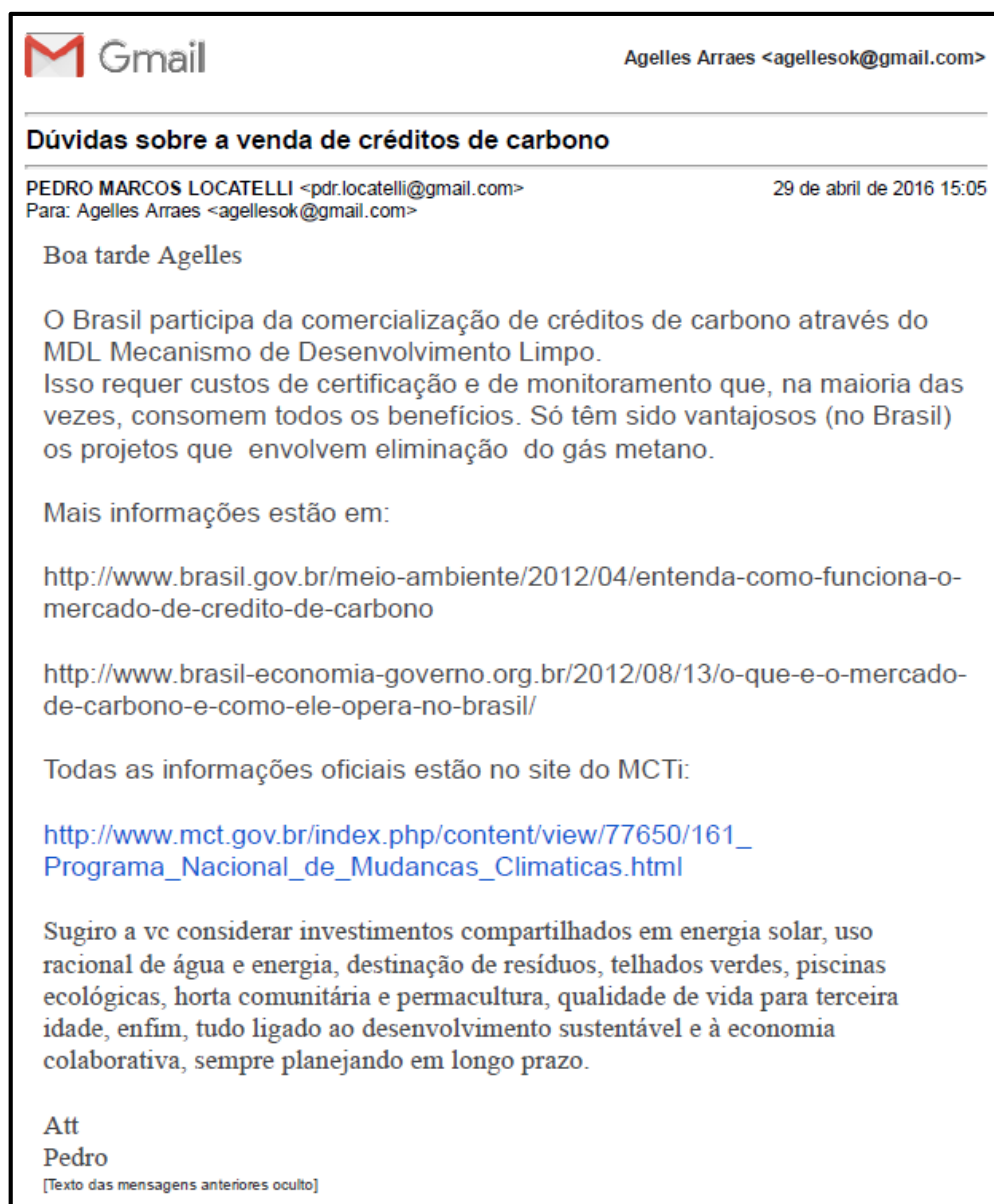 Gmail
Agelles Arraes <agellesok@gmail.com>
Dúvidas sobre a venda de créditos de carbono
PEDRO MARCOS LOCATELLI <pdr.locatelli@gmail.com> 29 de abril de 2016 15:05
Para: Agelles Arraes <agellesok@gmail.com>
Boa tarde Agelles
O Brasil participa da comercialização de créditos de carbono através do
MDL Mecanismo de Desenvolvimento Limpo.
Isso requer custos de certificação e de monitoramento que, na maioria das
vezes, consomem todos os benefícios. Só têm sido vantajosos (no Brasil)
os projetos que envolvem eliminação do gás metano.
Mais informações estão em:
http://www.brasil.gov.br/meio-ambiente/2012/04/entenda-como-funciona-o-
mercado-de-credito-de-carbono
http://www.brasil-economia-governo.org.br/2012/08/13/o-que-e-o-mercado-
de-carbono-e-como-ele-opera-no-brasil/
Todas as informações oficiais estão no site do MCTi:
http://www.mct.gov.br/index.php/content/view/77650/161_
Programa_Nacional_de_Mudancas_Climaticas.html
Sugiro a vc considerar investimentos compartilhados em energia solar, uso
racional de água e energia, destinação de resíduos, telhados verdes, piscinas
ecológicas, horta comunitária e permacultura, qualidade de vida para terceira
idade, enfim, tudo ligado ao desenvolvimento sustentável e à economia
colaborativa, sempre planejando em longo prazo.
Att
Pedro
[Texto das mensagens anteriores oculto]